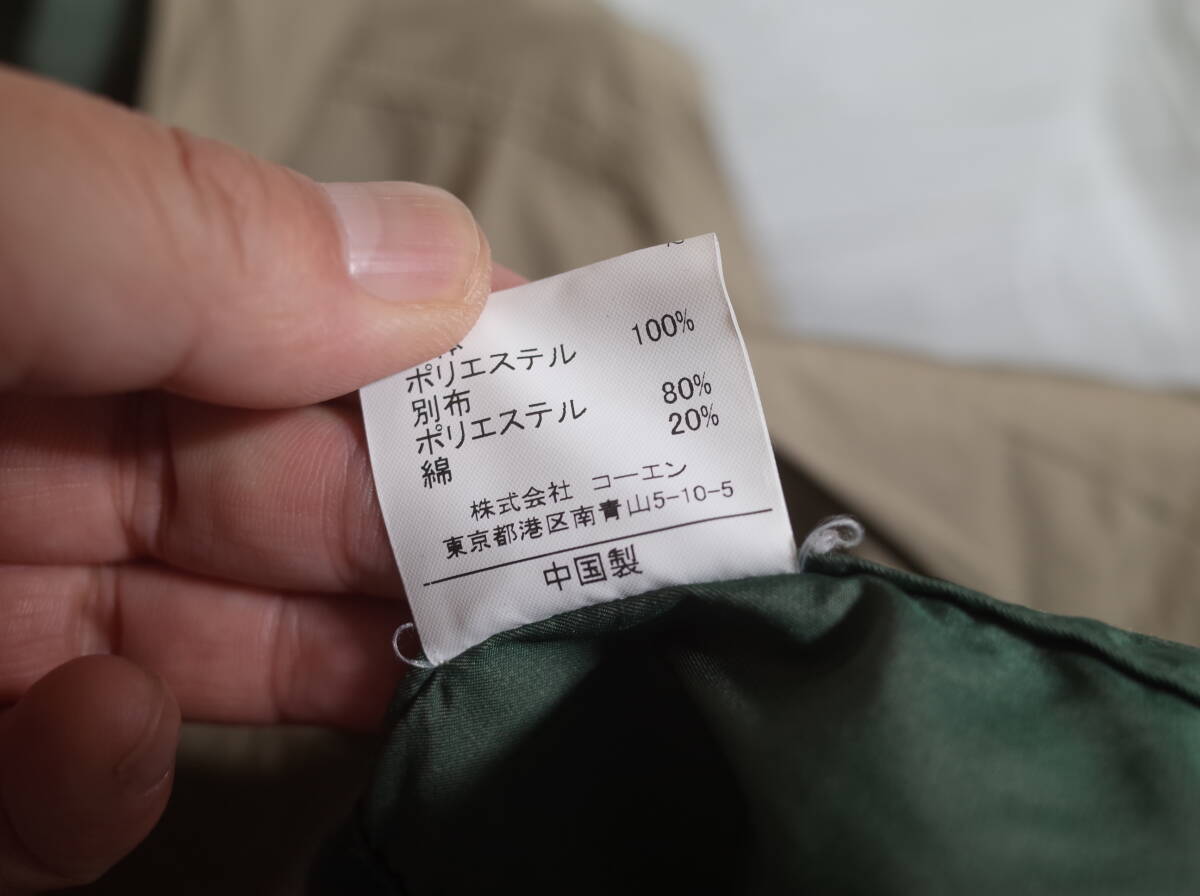 ポリエステル 100%
別布
ポリエステル 80%
綿 20%
株式会社 コーエン
東京都港区南青山5-10-5
中国製